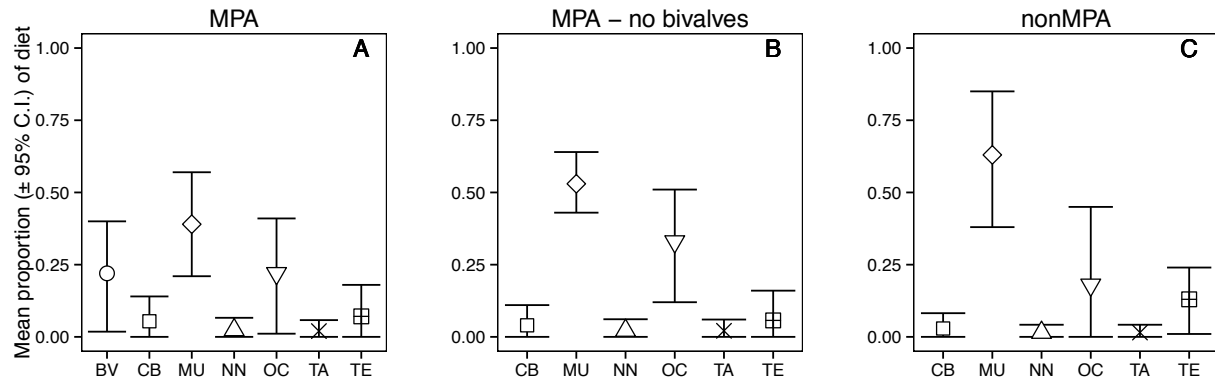 MPA
MPA – no bivalves
nonMPA
Mean proportion (± 95% C.I.) of diet
A
B
C
1.00
0.75
0.50
0.25
0.00
1.00
0.75
0.50
0.25
0.00
1.00
0.75
0.50
0.25
0.00
BV CB MU NN OC TA TE
CB MU NN OC TA TE
CB MU NN OC TA TE